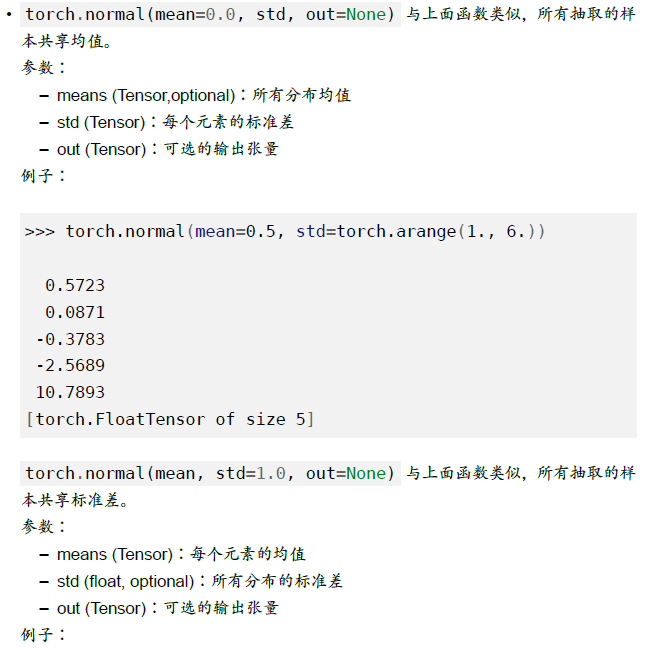 • torch.normal(mean=0.0, std, out=None) 与上面函数类似，所有抽取的样
本共享均值。
参数：
– means (Tensor,optional)：所有分布均值
– std (Tensor)：每个元素的标准差
– out (Tensor)：可选的输出张量
例子：
>>> torch.normal(mean=0.5, std=torch.arange(1., 6.))
0.5723
0.0871
-0.3783
-2.5689
10.7893
[torch.FloatTensor of size 5]
torch.normal(mean, std=1.0, out=None) 与上面函数类似，所有抽取的样
本共享标准差。
参数：
– means (Tensor)：每个元素的均值
– std (float, optional)：所有分布的标准差
– out (Tensor)：可选的输出张量
例子：